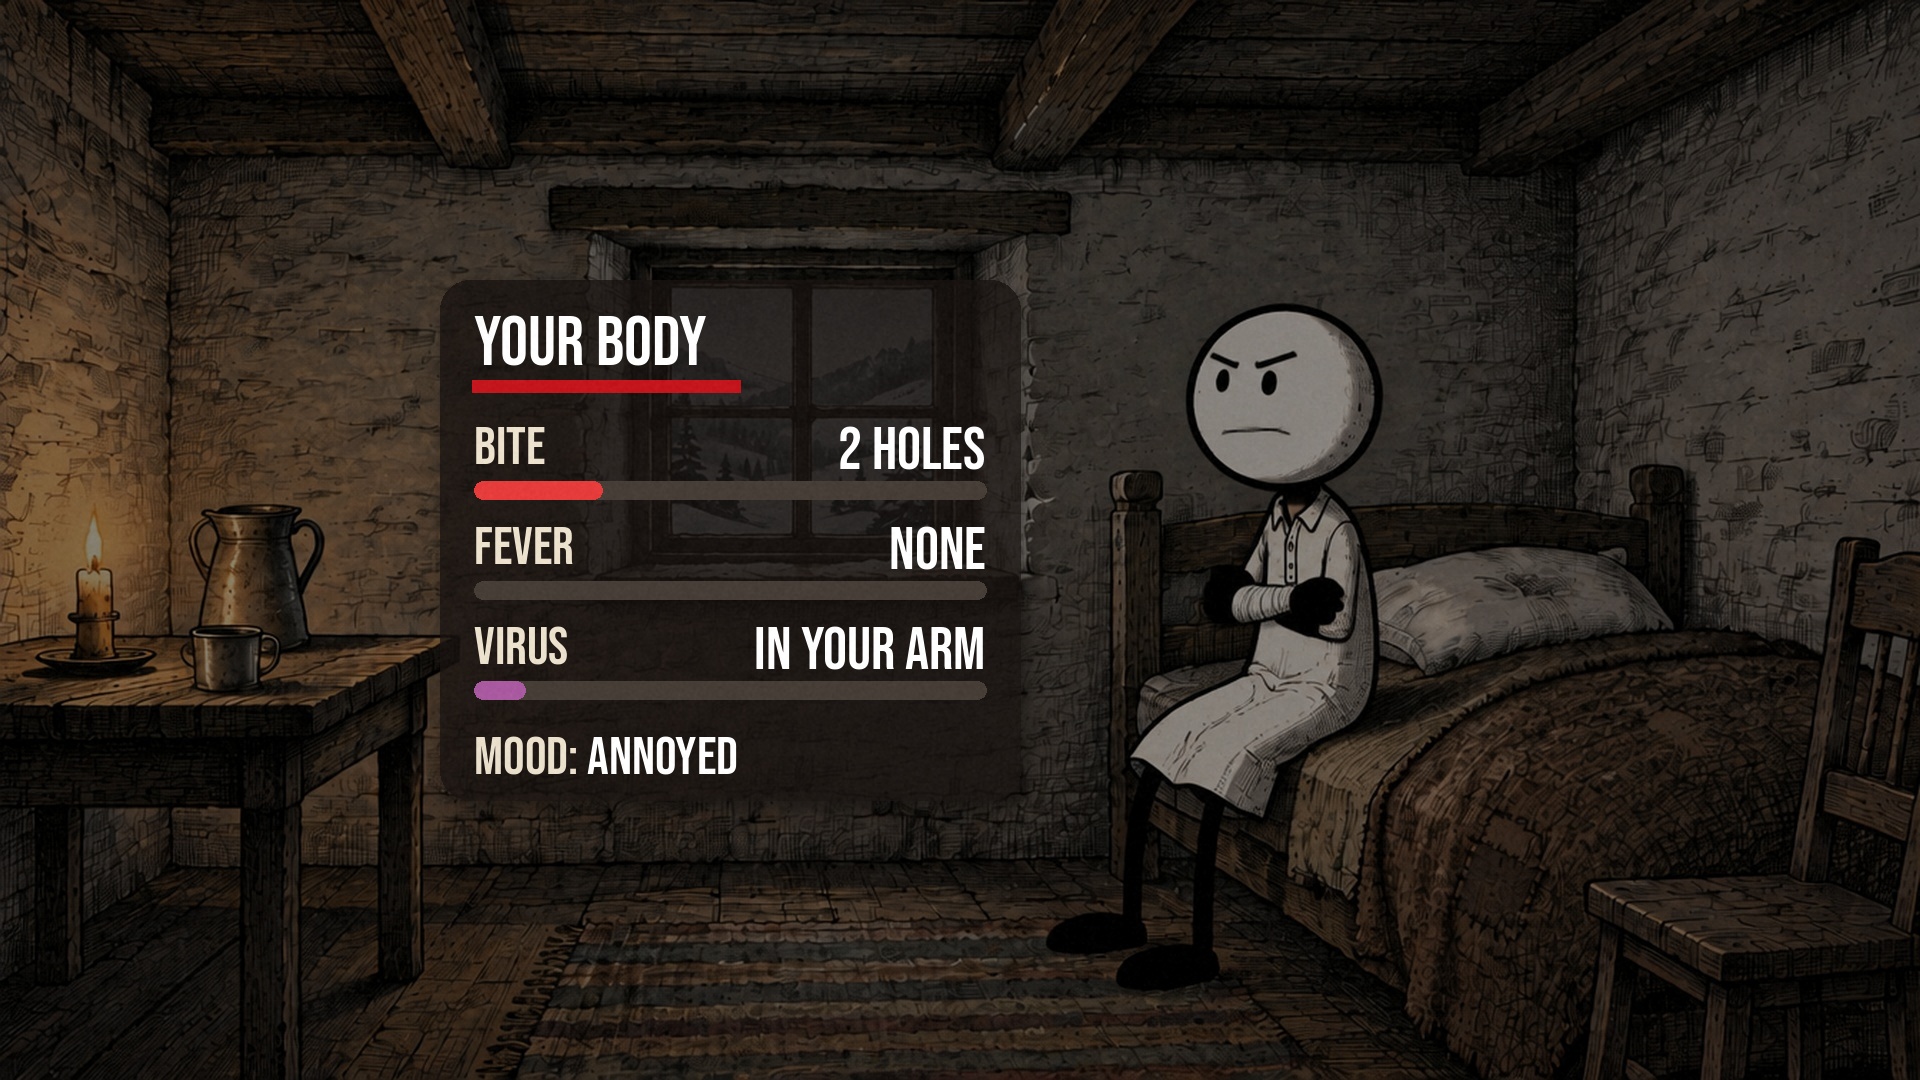 YOUR BODY
BITE 2 HOLES
FEVER NONE
VIRUS IN YOUR ARM
MOOD: ANNOYED